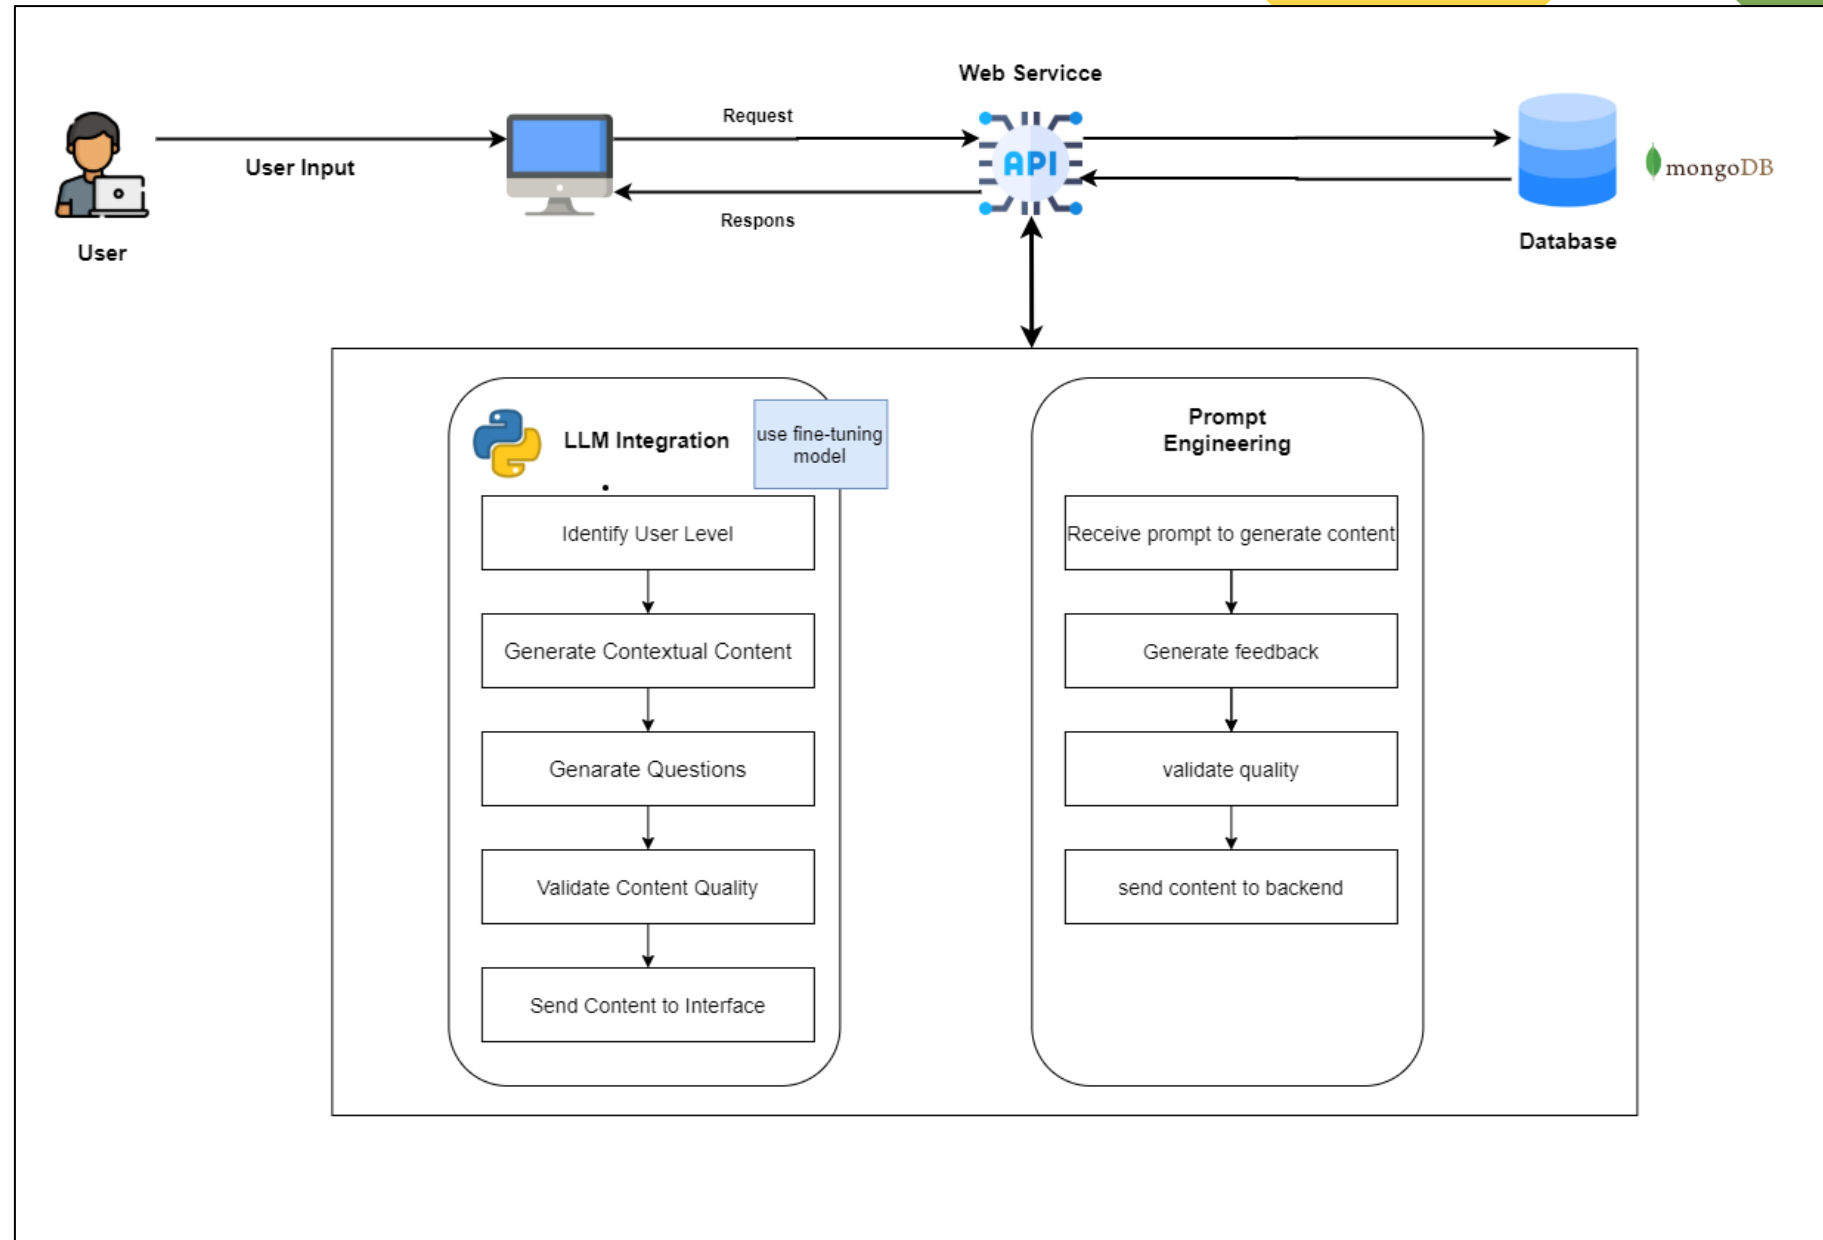 Web Servicce
Request
API
mongoDB
User Input
Respons
User
Database
LLM Integration
use fine-tuning
model
Identify User Level
Generate Contextual Content
Genarate Questions
Validate Content Quality
Send Content to Interface
Prompt
Engineering
Receive prompt to generate content
Generate feedback
validate quality
send content to backend